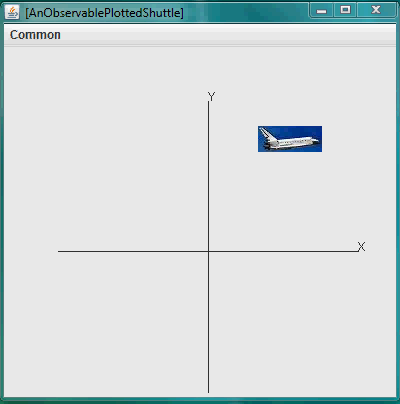 [AnObservablePlottedShuttle]
Common
Y
X